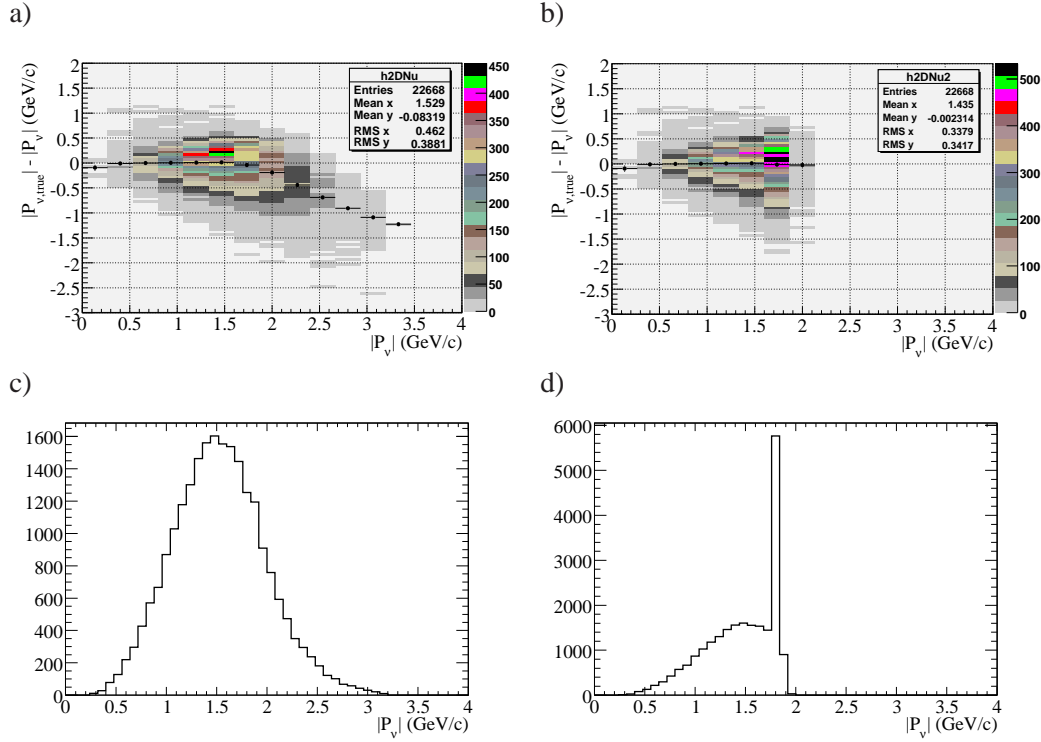 a)
b)
|P_ν,true| - |P_ν| (GeV/c)
2
1.5
1
0.5
0
-0.5
-1
-1.5
-2
-2.5
-3
h2DNu
Entries 22668
Mean x 1.529
Mean y -0.08319
RMS x 0.462
RMS y 0.3881
450
400
350
300
250
200
150
100
50
0
0 0.5 1 1.5 2 2.5 3 3.5 4
|P_ν| (GeV/c)
|P_ν,true| - |P_ν| (GeV/c)
2
1.5
1
0.5
0
-0.5
-1
-1.5
-2
-2.5
-3
h2DNu2
Entries 22668
Mean x 1.435
Mean y -0.002314
RMS x 0.3379
RMS y 0.3417
500
400
300
200
100
0
0 0.5 1 1.5 2 2.5 3 3.5 4
|P_ν| (GeV/c)
c)
d)
1600
1400
1200
1000
800
600
400
200
0
0 0.5 1 1.5 2 2.5 3 3.5 4
|P_ν| (GeV/c)
6000
5000
4000
3000
2000
1000
0
0 0.5 1 1.5 2 2.5 3 3.5 4
|P_ν| (GeV/c)